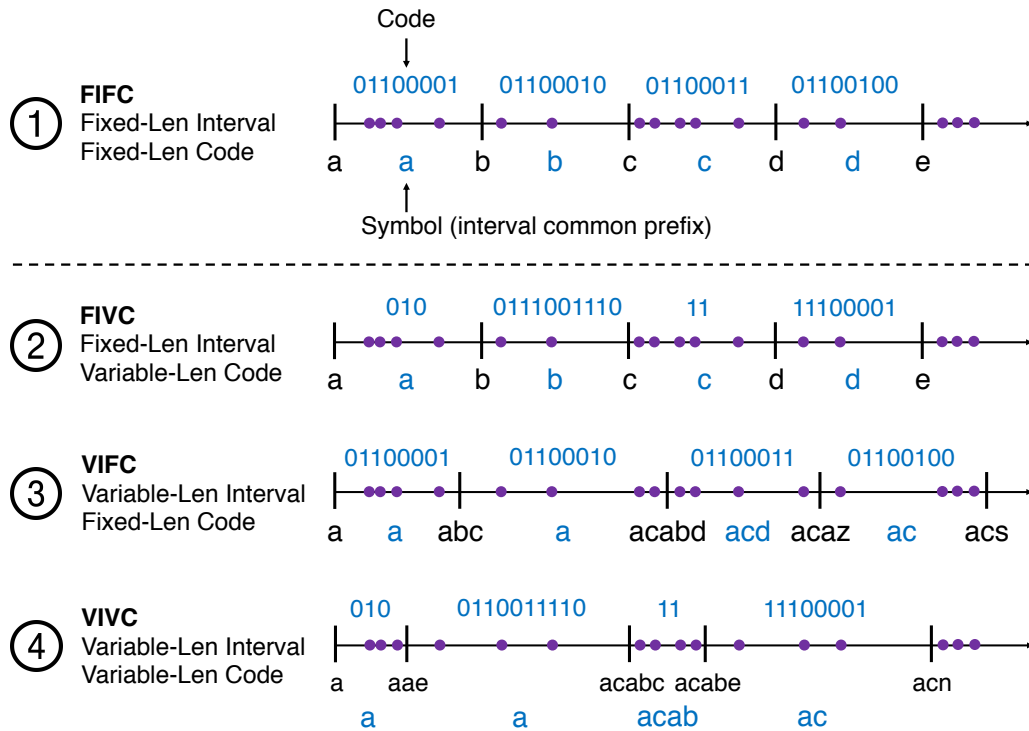 Code
01100001 01100010 01100011 01100100
1 FIFC
Fixed-Len Interval
Fixed-Len Code
a a b b c c d d e
Symbol (interval common prefix)
010 0111001110 11 11100001
2 FIVC
Fixed-Len Interval
Variable-Len Code
a a b b c c d d e
01100001 01100010 01100011 01100100
3 VIFC
Variable-Len Interval
Fixed-Len Code
a a abc a acabd acd acaz ac acs
010 0110011110 11 11100001
4 VIVC
Variable-Len Interval
Variable-Len Code
a aae acabc acabe acn
a a acab ac